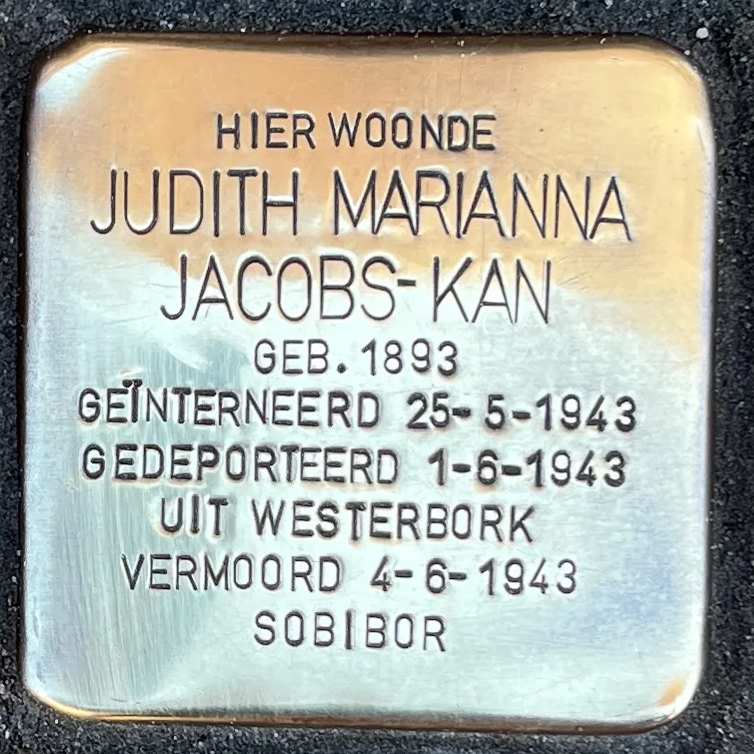 HIER WOONDE
JUDITH MARIANNA
JACOBS-KAN
GEB. 1893
GEÏNTERNEERD 25-5-1943
GEDEPORTEERD 1-6-1943
UIT WESTERBORK
VERMOORD 4-6-1943
SOBIBOR